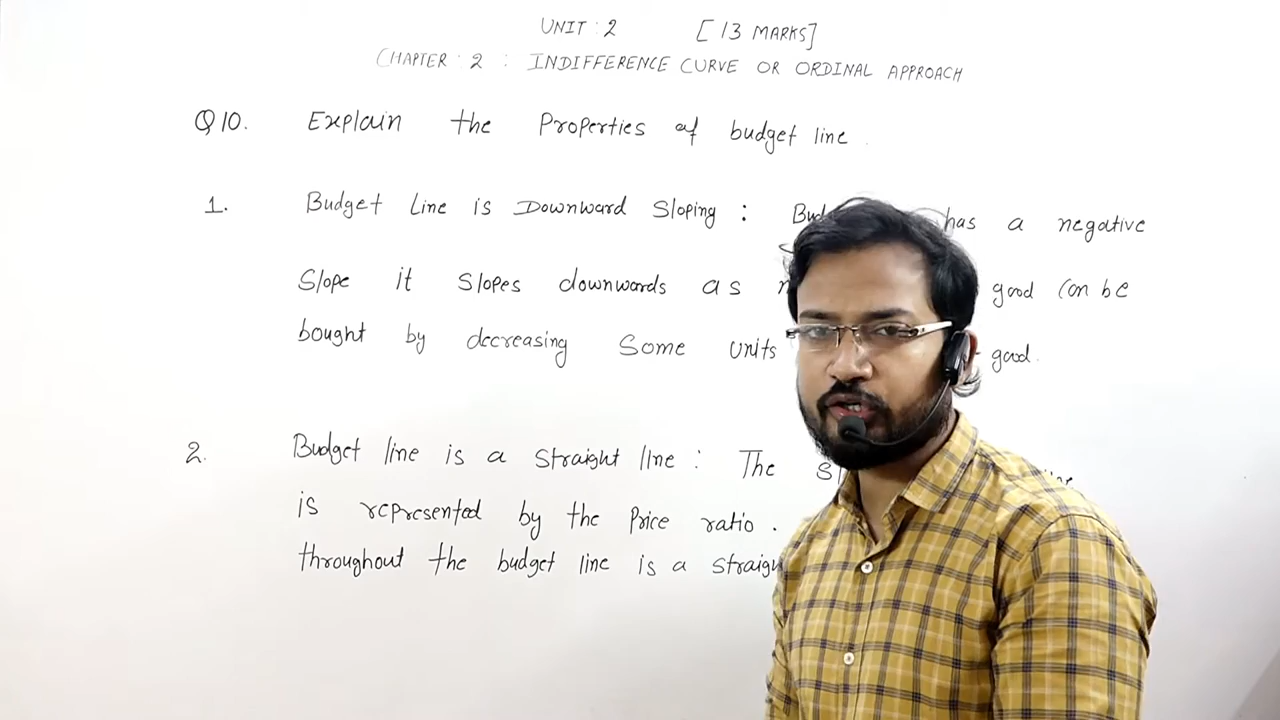 UNIT : 2 [13 MARKS]
CHAPTER : 2 : INDIFFERENCE CURVE OR ORDINAL APPROACH
Q10. Explain the Properties of budget line.
1. Budget Line is Downward Sloping : has a negative
Slope it slopes downwards as good can be
bought by decreasing some units good.
2. Budget line is a straight line : The
is represented by the Price ratio.
throughout the budget line is a